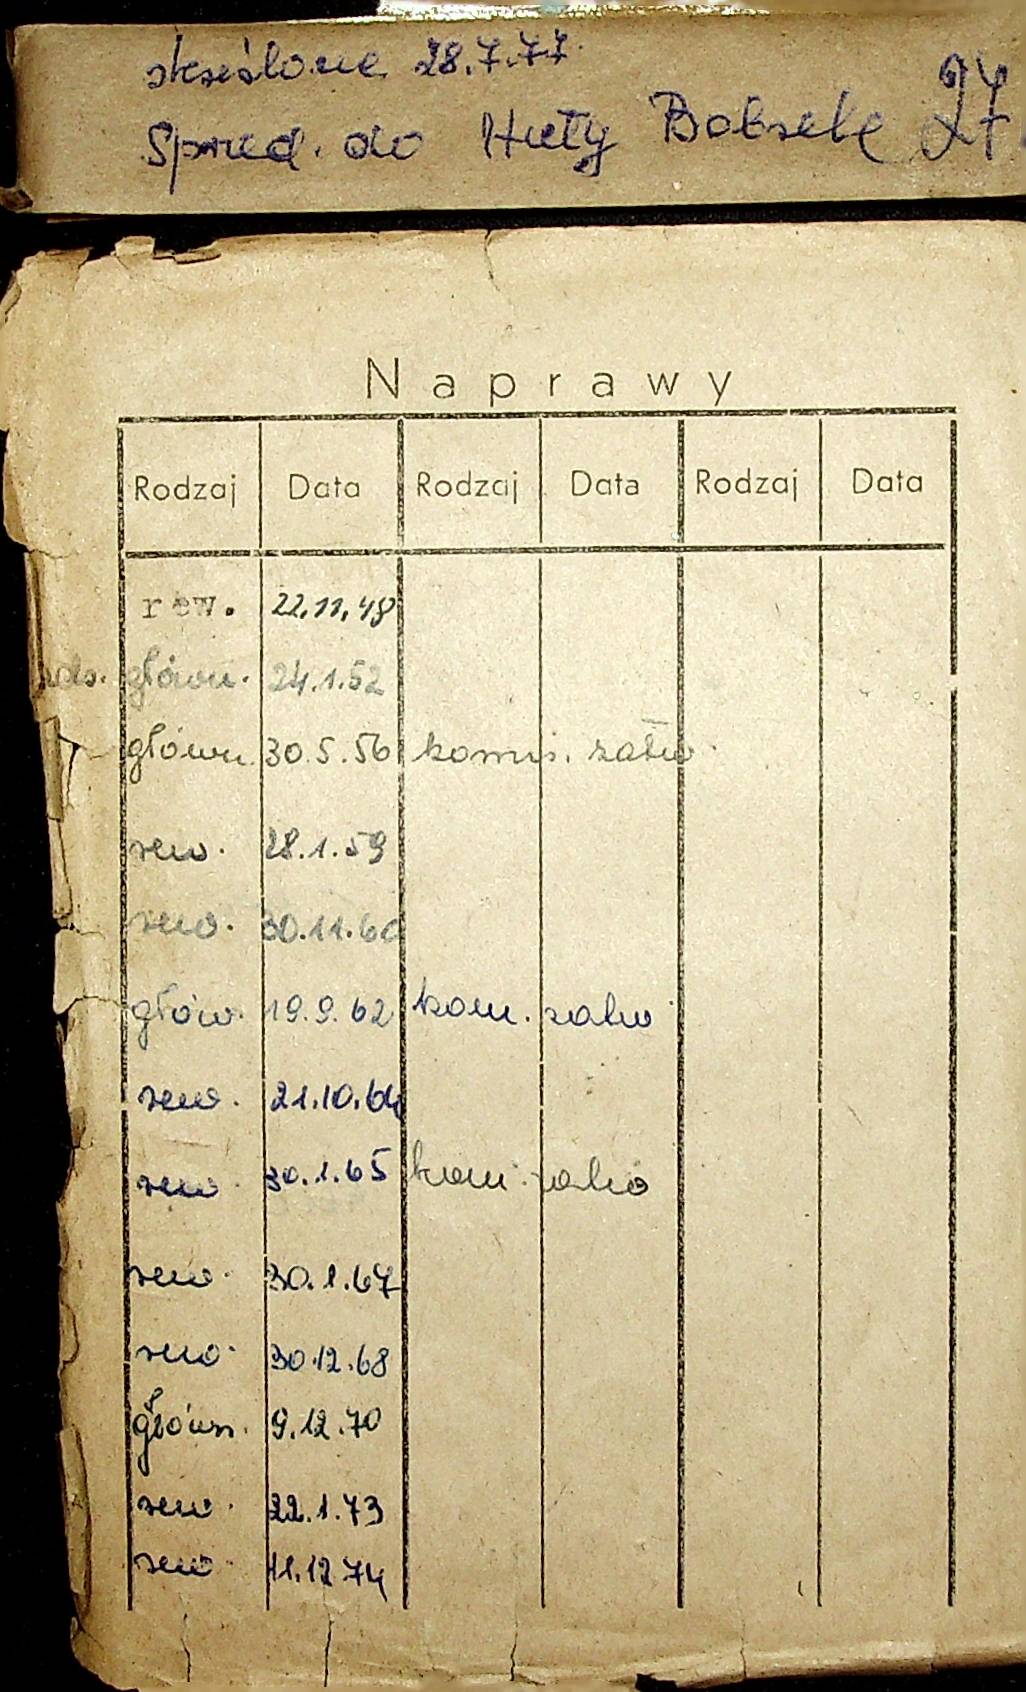 skreślone 28.7.77.
Sprzed. do Huty Bobrek 27
Naprawy
Rodzaj Data Rodzaj Data Rodzaj Data
rew. 22.11.48
główn. 24.1.52
główn. 30.5.56 komis. zatw.
rew. 28.1.59
rew. 30.11.60
główn. 19.9.62 kom. zatw.
rew. 21.10.64
rew 30.1.65 kom. zatw
rew. 30.1.67
rew. 30.12.68
główn. 9.12.70
rew. 22.1.73
rew 11.12.74